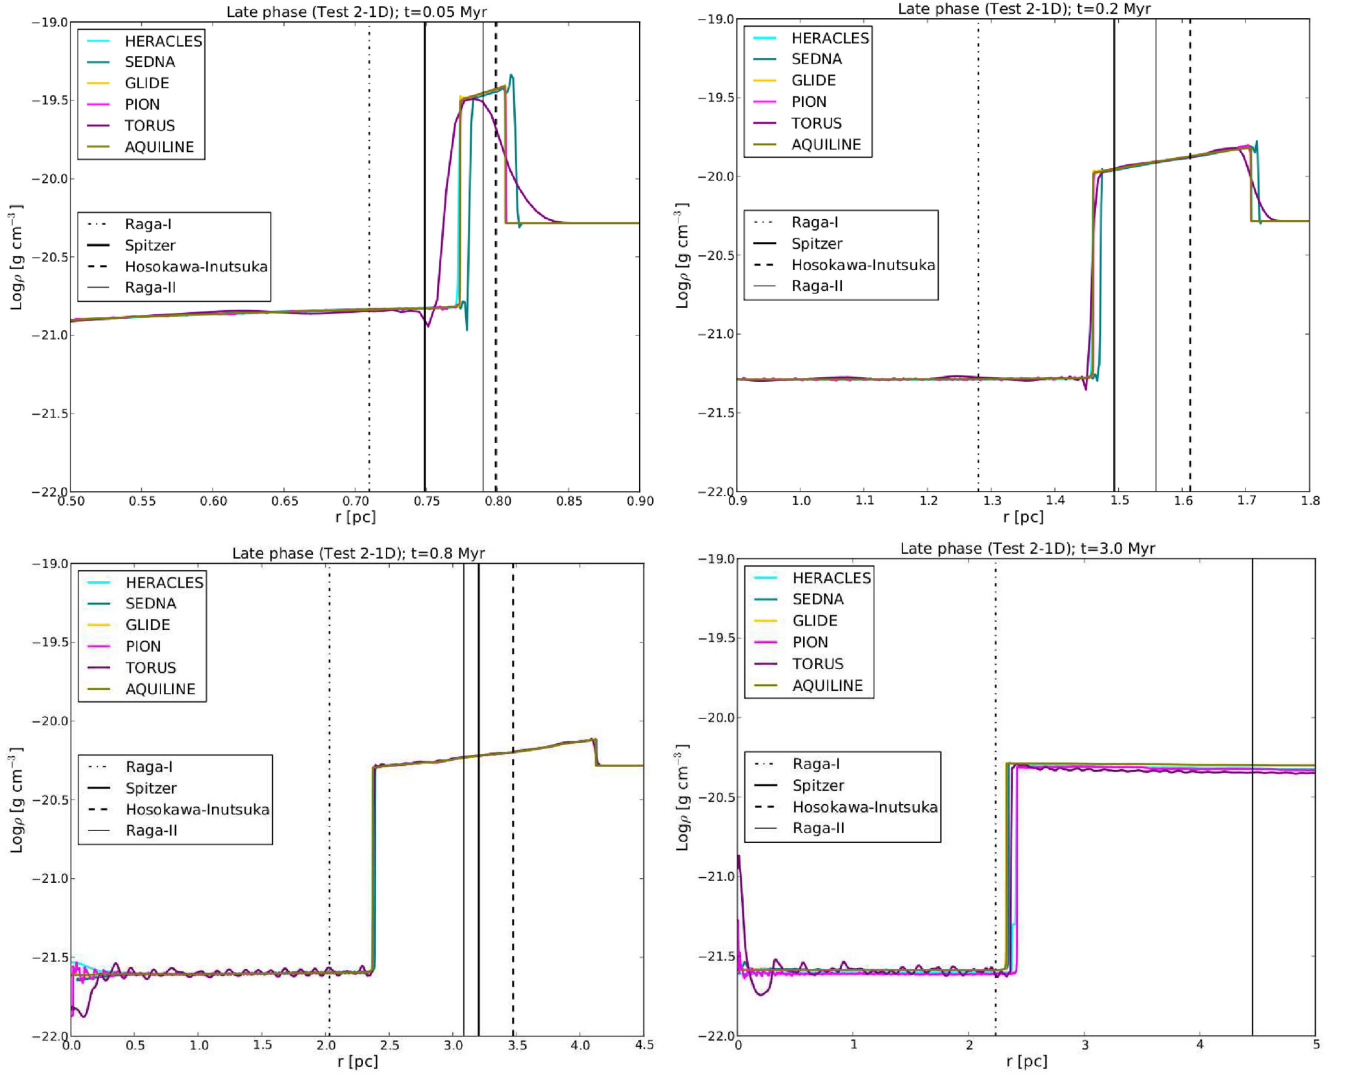 Late phase (Test 2-1D); t=0.05 Myr
−19.0
−19.5
−20.0
−20.5
−21.0
−21.5
−22.0
Logρ [g cm⁻³]
HERACLES
SEDNA
GLIDE
PION
TORUS
AQUILINE
Raga-I
Spitzer
Hosokawa-Inutsuka
Raga-II
0.50 0.55 0.60 0.65 0.70 0.75 0.80 0.85 0.90
r [pc]
Late phase (Test 2-1D); t=0.2 Myr
−19.0
−19.5
−20.0
−20.5
−21.0
−21.5
−22.0
Logρ [g cm⁻³]
HERACLES
SEDNA
GLIDE
PION
TORUS
AQUILINE
Raga-I
Spitzer
Hosokawa-Inutsuka
Raga-II
0.9 1.0 1.1 1.2 1.3 1.4 1.5 1.6 1.7 1.8
r [pc]
Late phase (Test 2-1D); t=0.8 Myr
−19.0
−19.5
−20.0
−20.5
−21.0
−21.5
−22.0
Logρ [g cm⁻³]
HERACLES
SEDNA
GLIDE
PION
TORUS
AQUILINE
Raga-I
Spitzer
Hosokawa-Inutsuka
Raga-II
0.0 0.5 1.0 1.5 2.0 2.5 3.0 3.5 4.0 4.5
r [pc]
Late phase (Test 2-1D); t=3.0 Myr
−19.0
−19.5
−20.0
−20.5
−21.0
−21.5
−22.0
Logρ [g cm⁻³]
HERACLES
SEDNA
GLIDE
PION
TORUS
AQUILINE
Raga-I
Spitzer
Hosokawa-Inutsuka
Raga-II
0 1 2 3 4 5
r [pc]